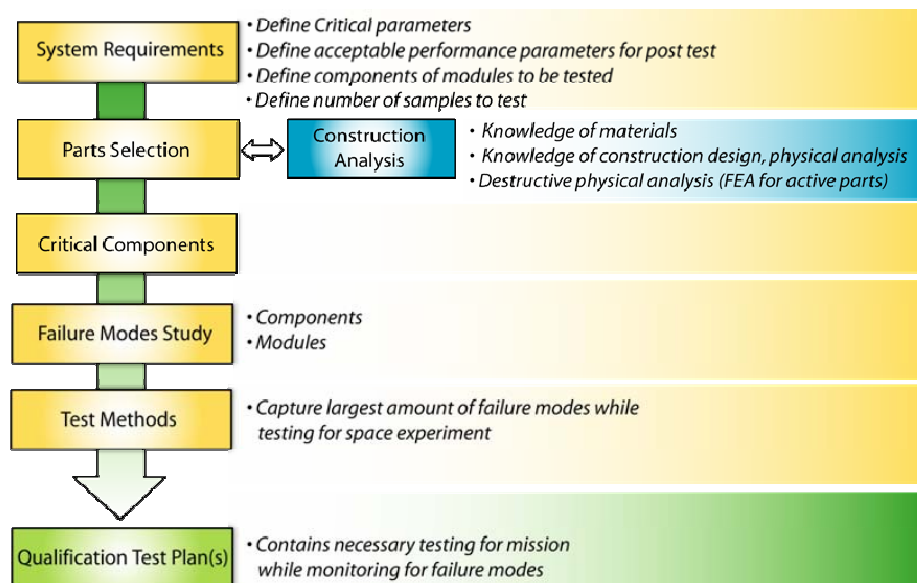 System Requirements
• Define Critical parameters
• Define acceptable performance parameters for post test
• Define components of modules to be tested
• Define number of samples to test
Parts Selection
Construction
Analysis
• Knowledge of materials
• Knowledge of construction design, physical analysis
• Destructive physical analysis (FEA for active parts)
Critical Components
Failure Modes Study
• Components
• Modules
Test Methods
• Capture largest amount of failure modes while
testing for space experiment
Qualification Test Plan(s)
• Contains necessary testing for mission
while monitoring for failure modes